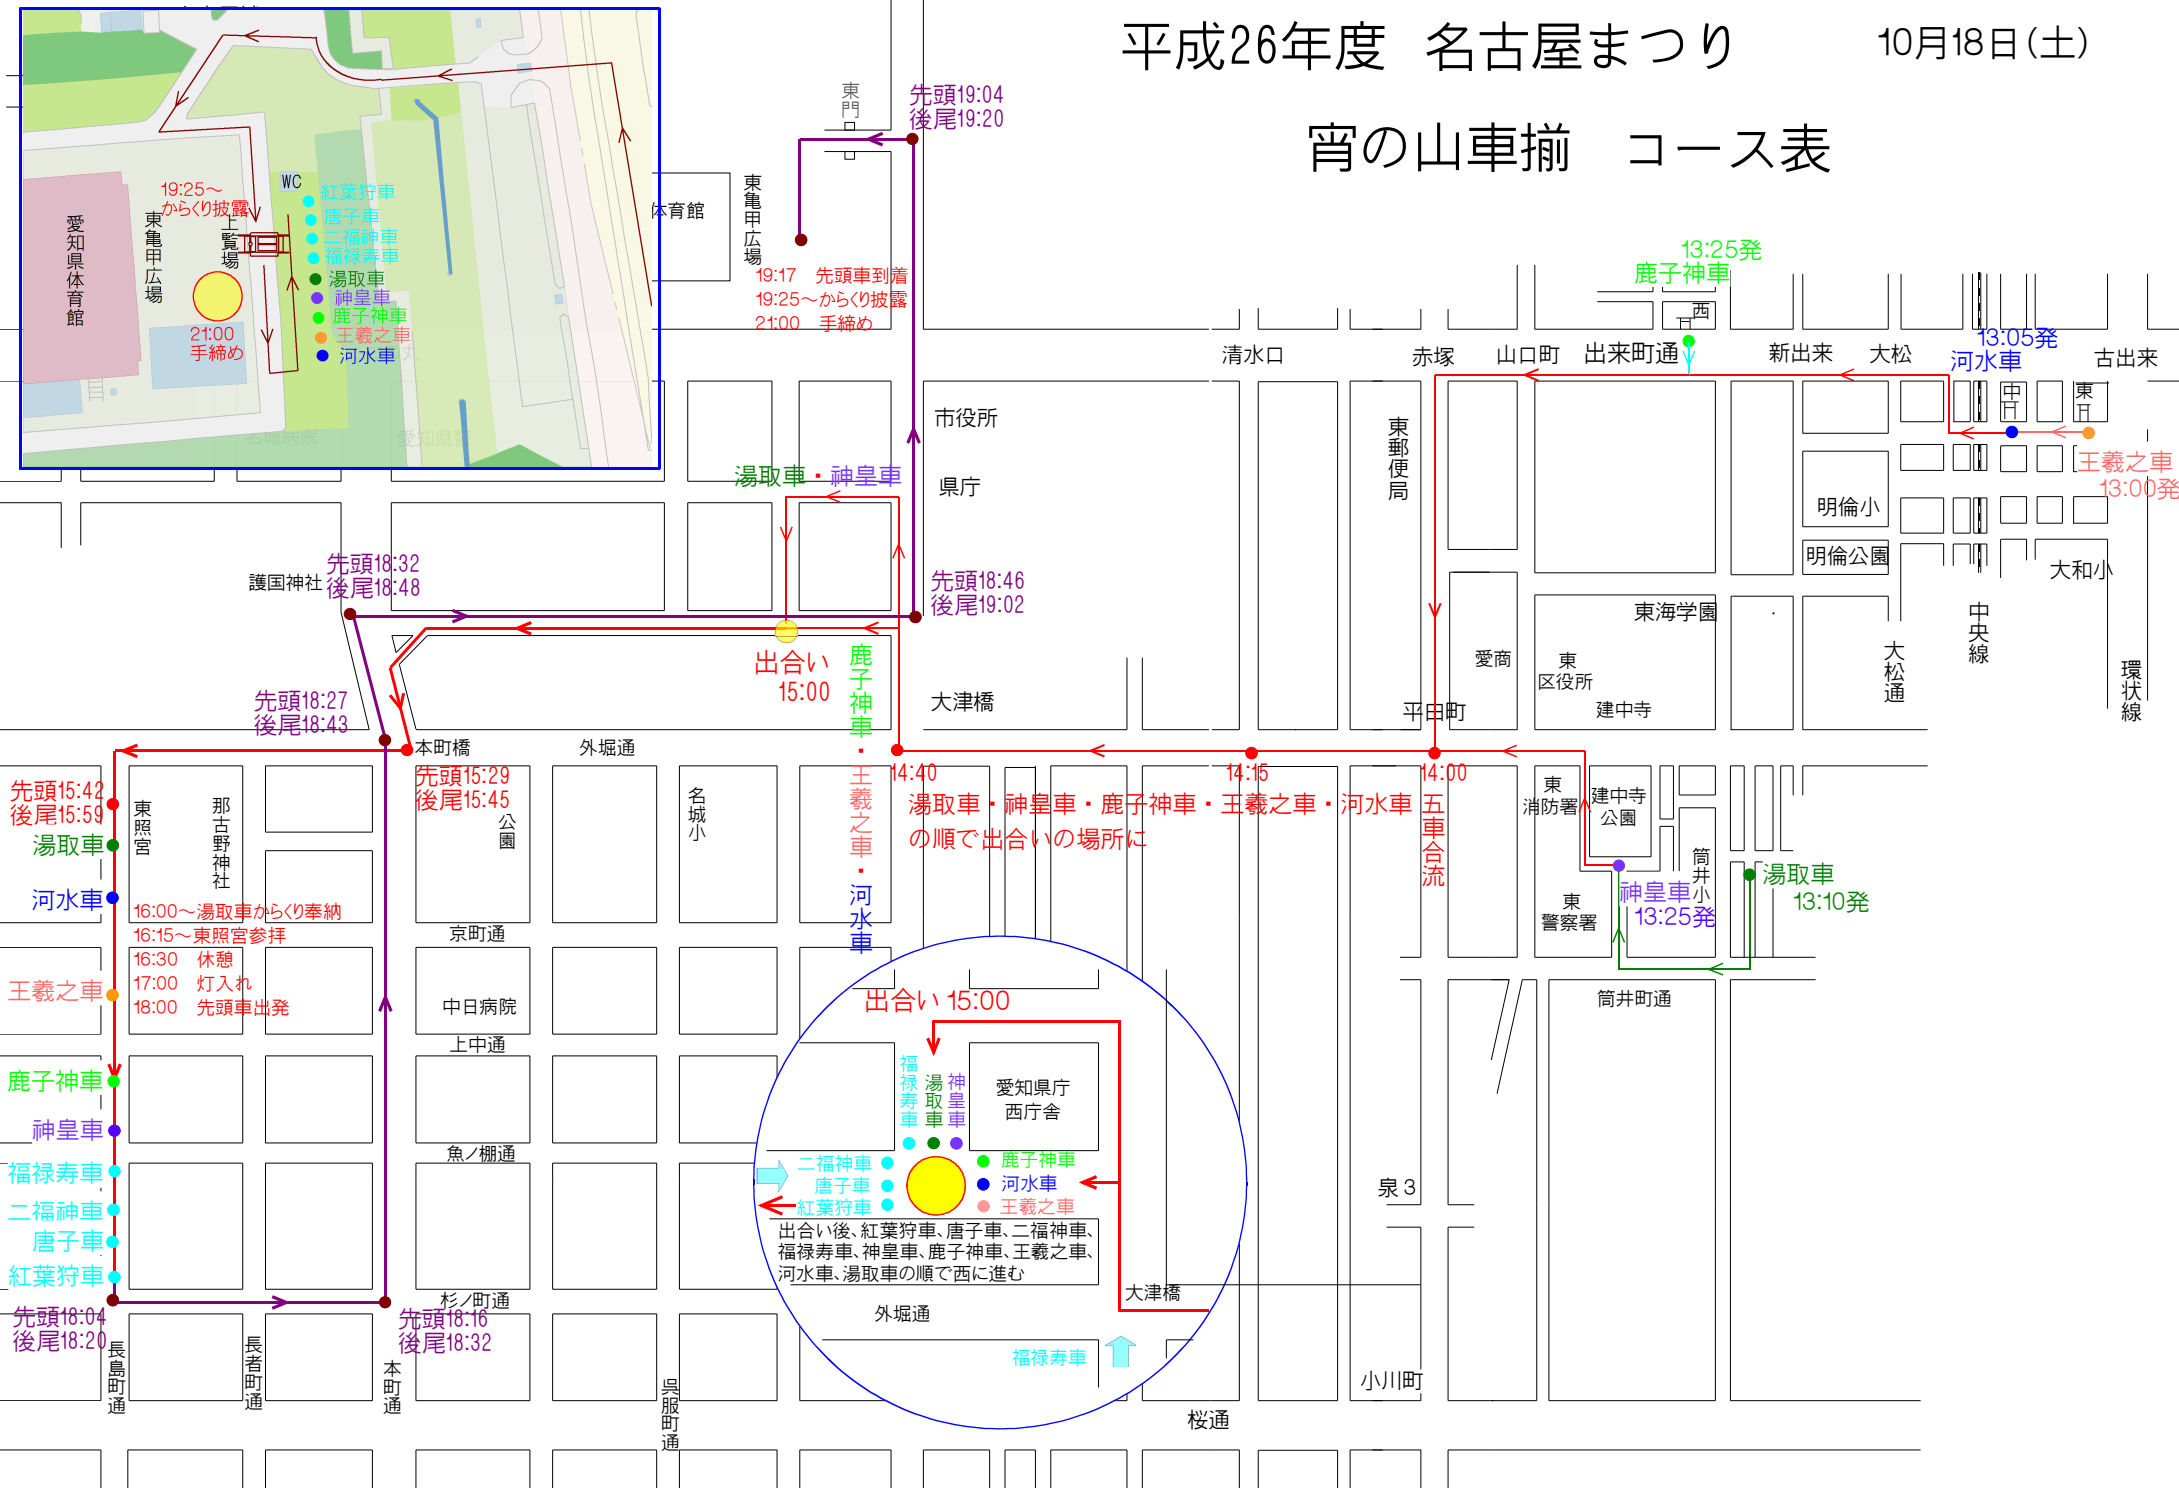 平成26年度 名古屋まつり
10月18日(土)
宵の山車揃 コース表
19:25〜
からくり披露
WC
紅葉狩車
唐子車
二福神車
福禄寿車
湯取車
神皇車
鹿子神車
王羲之車
河水車
愛知県体育館
東亀甲広場
上覧場
21:00
手締め
名城病院
愛知県警
体育館
東亀甲広場
東門
先頭19:04
後尾19:20
19:17 先頭車到着
19:25〜からくり披露
21:00 手締め
13:25発
鹿子神車
西
13:05発
河水車
清水口
赤塚
山口町
出来町通
新出来
大松
古出来
中
東
王羲之車
13:00発
市役所
県庁
東郵便局
明倫小
明倫公園
大和小
湯取車・神皇車
護国神社
先頭18:32
後尾18:48
先頭18:46
後尾19:02
東海学園
愛商
東
区役所
建中寺
大松通
中央線
環状線
出合い
15:00
鹿子神車・王羲之車・河水車
大津橋
平田町
先頭18:27
後尾18:43
本町橋
外堀通
先頭15:29
後尾15:45
公園
名城小
14:40
14:15
14:00
湯取車・神皇車・鹿子神車・王羲之車・河水車
の順で出合いの場所に
五車合流
東
消防署
建中寺
公園
筒井小
湯取車
13:10発
神皇車
13:25発
東
警察署
筒井町通
先頭15:42
後尾15:59
東照宮
那古野神社
湯取車
河水車
16:00〜湯取車からくり奉納
16:15〜東照宮参拝
16:30 休憩
17:00 灯入れ
18:00 先頭車出発
王羲之車
鹿子神車
神皇車
福禄寿車
二福神車
唐子車
紅葉狩車
京町通
中日病院
上中通
魚ノ棚通
杉ノ町通
先頭18:04
後尾18:20
先頭18:16
後尾18:32
長島町通
長者町通
本町通
呉服町通
出合い 15:00
福禄寿車
湯取車
神皇車
愛知県庁
西庁舎
二福神車
唐子車
紅葉狩車
鹿子神車
河水車
王羲之車
出合い後、紅葉狩車、唐子車、二福神車、
福禄寿車、神皇車、鹿子神車、王羲之車、
河水車、湯取車の順で西に進む
大津橋
外堀通
福禄寿車
泉3
小川町
桜通